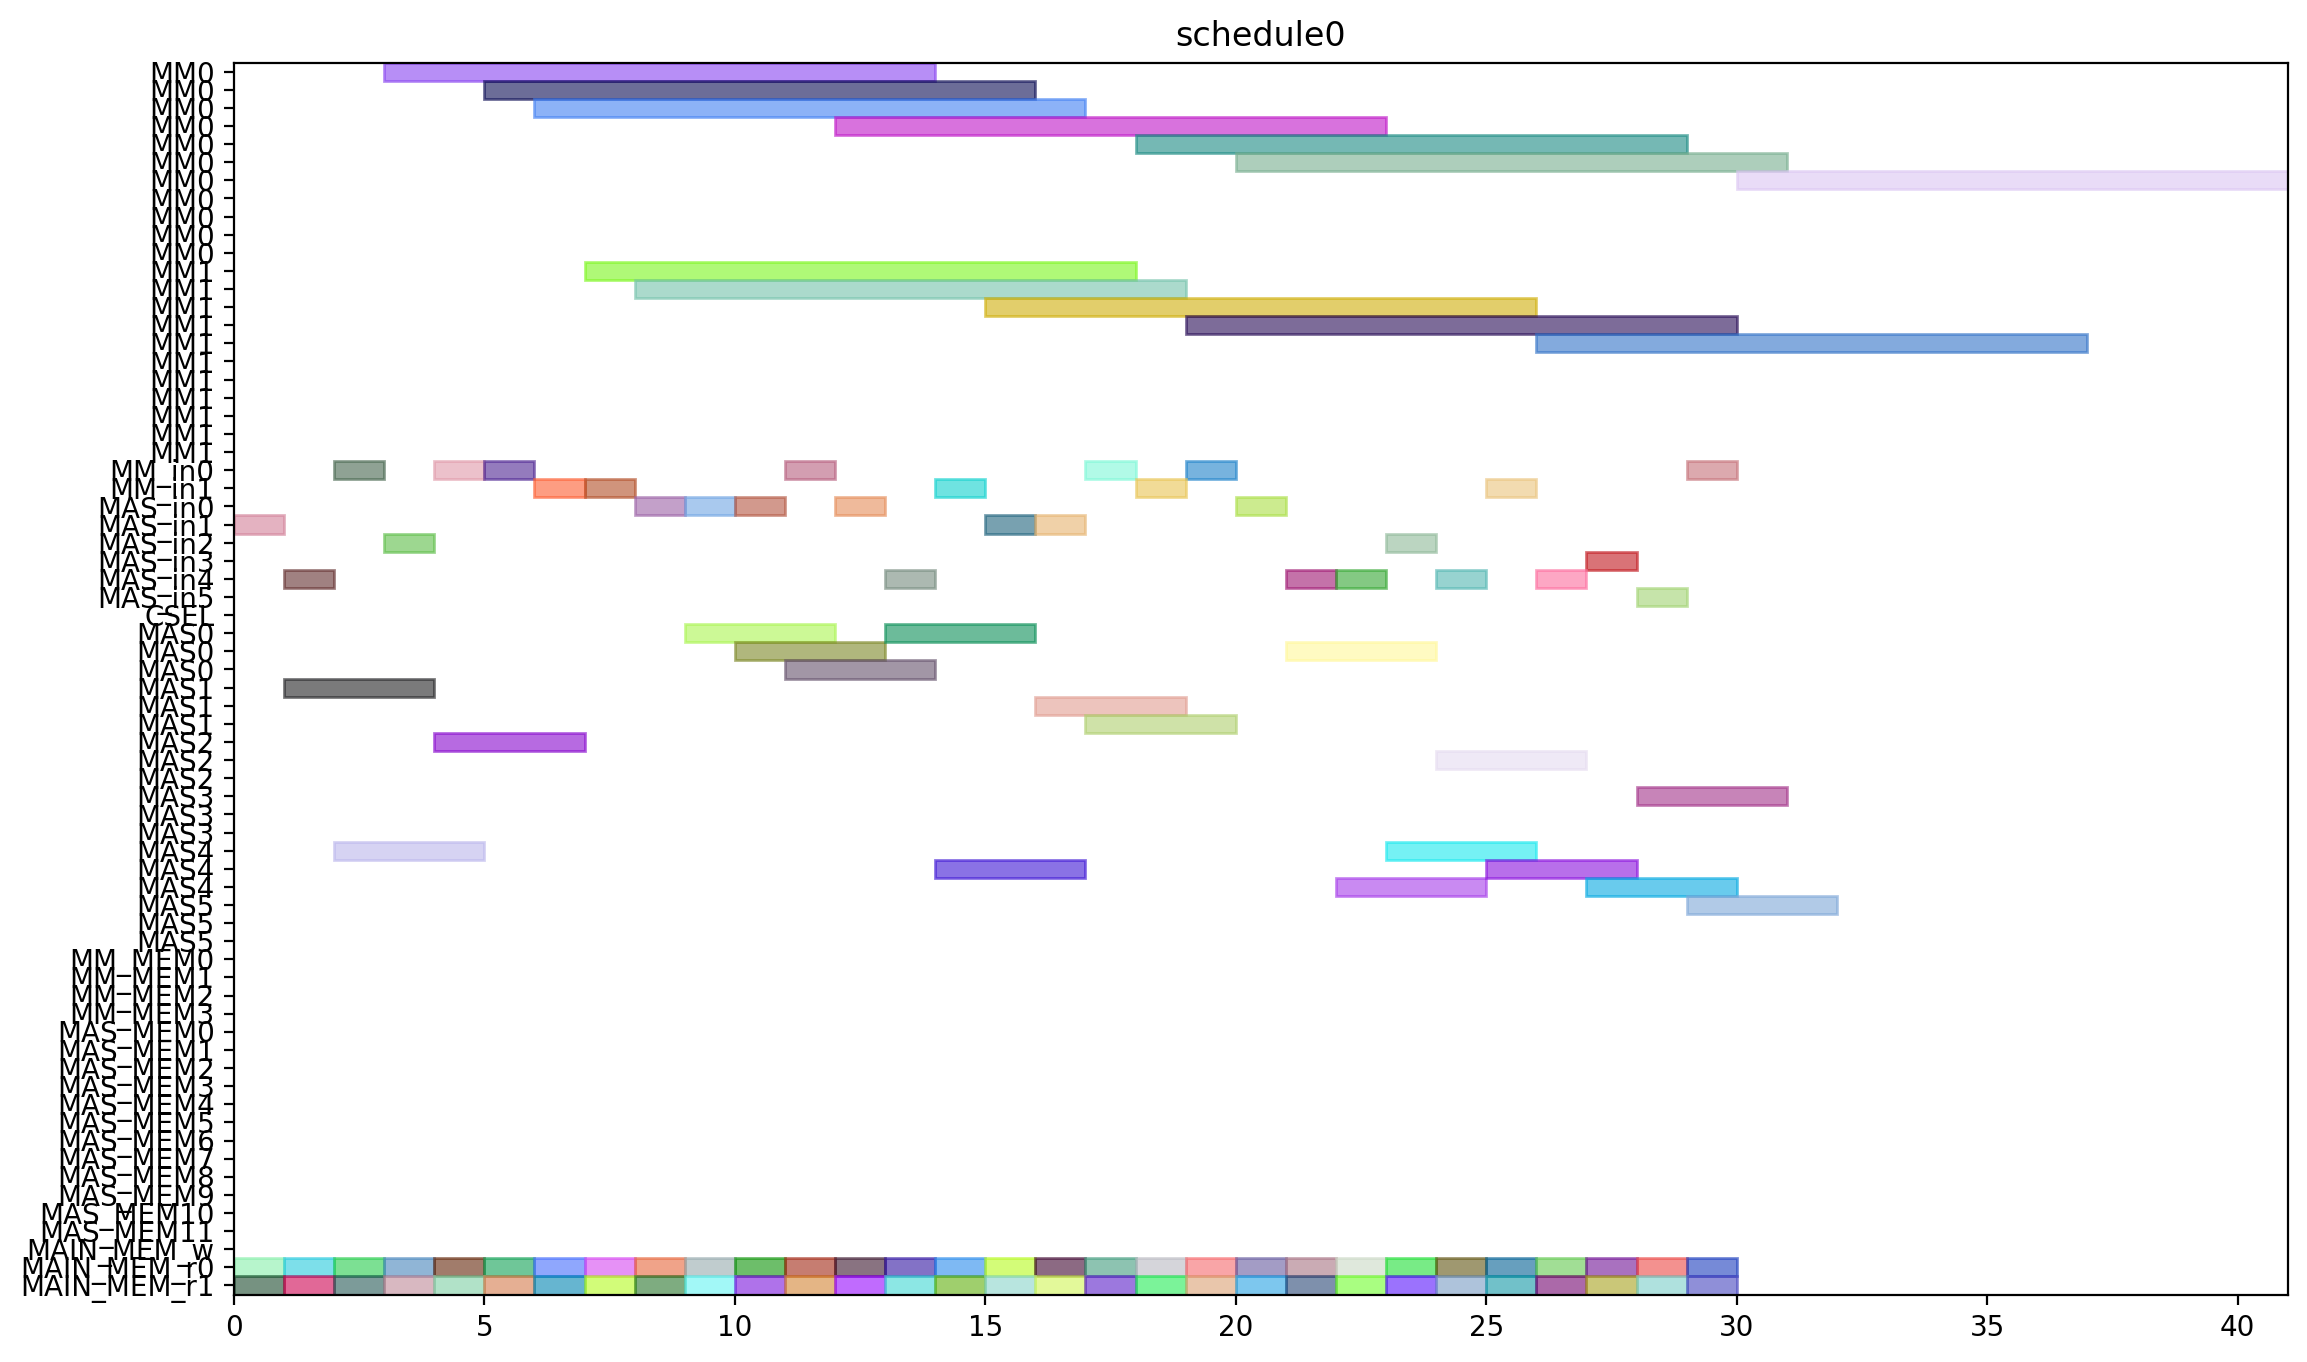 schedule0
MM0
MM0
MM0
MM0
MM0
MM0
MM0
MM0
MM0
MM0
MM0
MM1
MM1
MM1
MM1
MM1
MM1
MM1
MM1
MM1
MM1
MM1
MM_in0
MM_in1
MAS_in0
MAS_in1
MAS_in2
MAS_in3
MAS_in4
MAS_in5
CSEL
MAS0
MAS0
MAS0
MAS1
MAS1
MAS1
MAS2
MAS2
MAS2
MAS3
MAS3
MAS3
MAS4
MAS4
MAS4
MAS5
MAS5
MAS5
MM_MEM0
MM_MEM1
MM_MEM2
MM_MEM3
MAS_MEM0
MAS_MEM1
MAS_MEM2
MAS_MEM3
MAS_MEM4
MAS_MEM5
MAS_MEM6
MAS_MEM7
MAS_MEM8
MAS_MEM9
MAS_MEM10
MAS_MEM11
MAIN_MEM_w
MAIN_MEM_r0
MAIN_MEM_r1
0 5 10 15 20 25 30 35 40